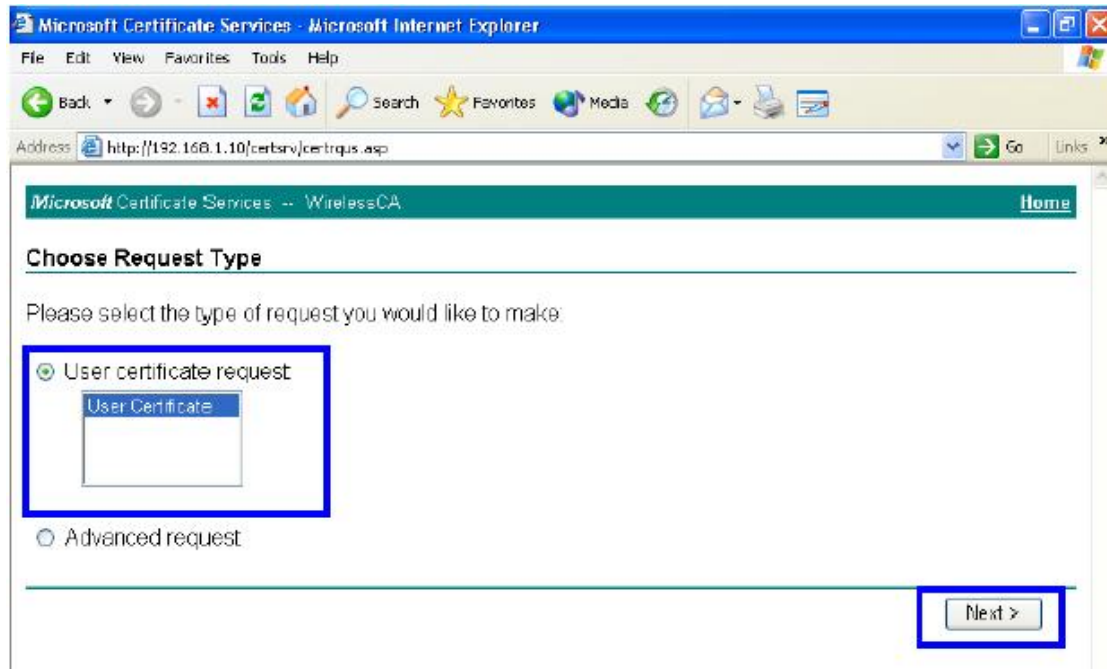 Microsoft Certificate Services - Microsoft Internet Explorer
File Edit View Favorites Tools Help
Back Search Favorites Media
Address http://192.168.1.10/certsrv/certrqus.asp Go Links »
Microsoft Certificate Services -- WirelessCA Home
Choose Request Type
Please select the type of request you would like to make:
User certificate request
User Certificate
Advanced request
Next >